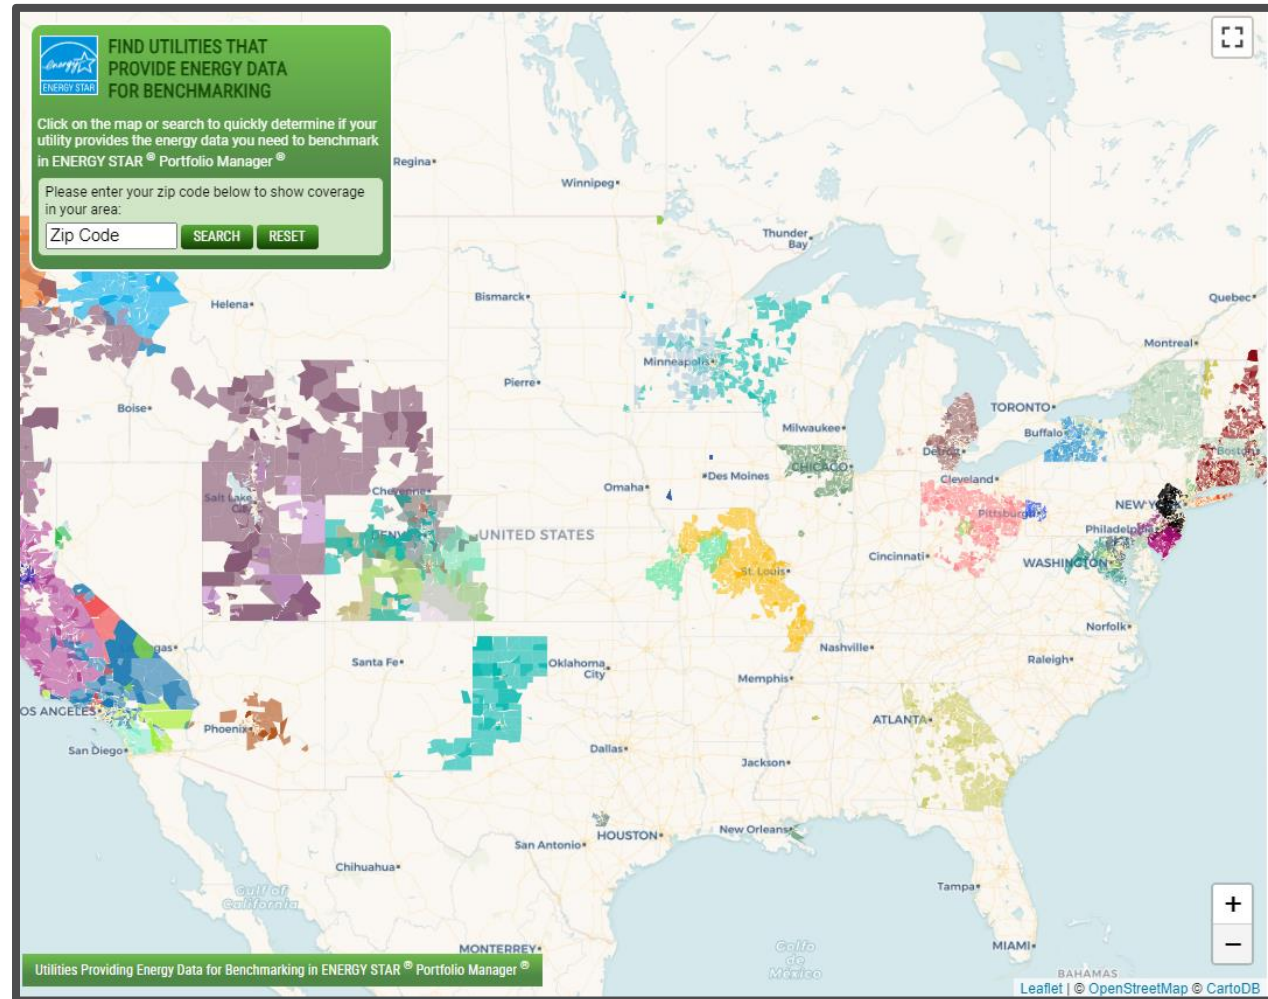 FIND UTILITIES THAT
PROVIDE ENERGY DATA
FOR BENCHMARKING
energy
ENERGY STAR
Click on the map or search to quickly determine if your
utility provides the energy data you need to benchmark
in ENERGY STAR ® Portfolio Manager ®
Please enter your zip code below to show coverage
in your area:
Zip Code
SEARCH
RESET
Regina
Winnipeg
Thunder
Bay
Helena
Bismarck
Quebec
Montreal
Minneapolis
Pierre
Boise
TORONTO
Milwaukee
Buffalo
Detroit
Boston
CHICAGO
Des Moines
Cleveland
Omaha
Salt Lake
City
Cheyenne
NEW Y
Pittsburgh
Philadelphia
DENV
UNITED STATES
Cincinnati
WASHINGTON
St. Louis
Norfolk
gas
Nashville
Santa Fe
Oklahoma
City
Raleigh
Memphis
OS ANGELES
Phoenix
ATLANTA
San Diego
Dallas
Jackson
HOUSTON
New Orleans
San Antonio
Chihuahua
Gulf of
California
Tampa
MONTERREY
Golfo
de
México
MIAMI
BAHAMAS
+
−
Utilities Providing Energy Data for Benchmarking in ENERGY STAR ® Portfolio Manager ®
Leaflet | © OpenStreetMap © CartoDB